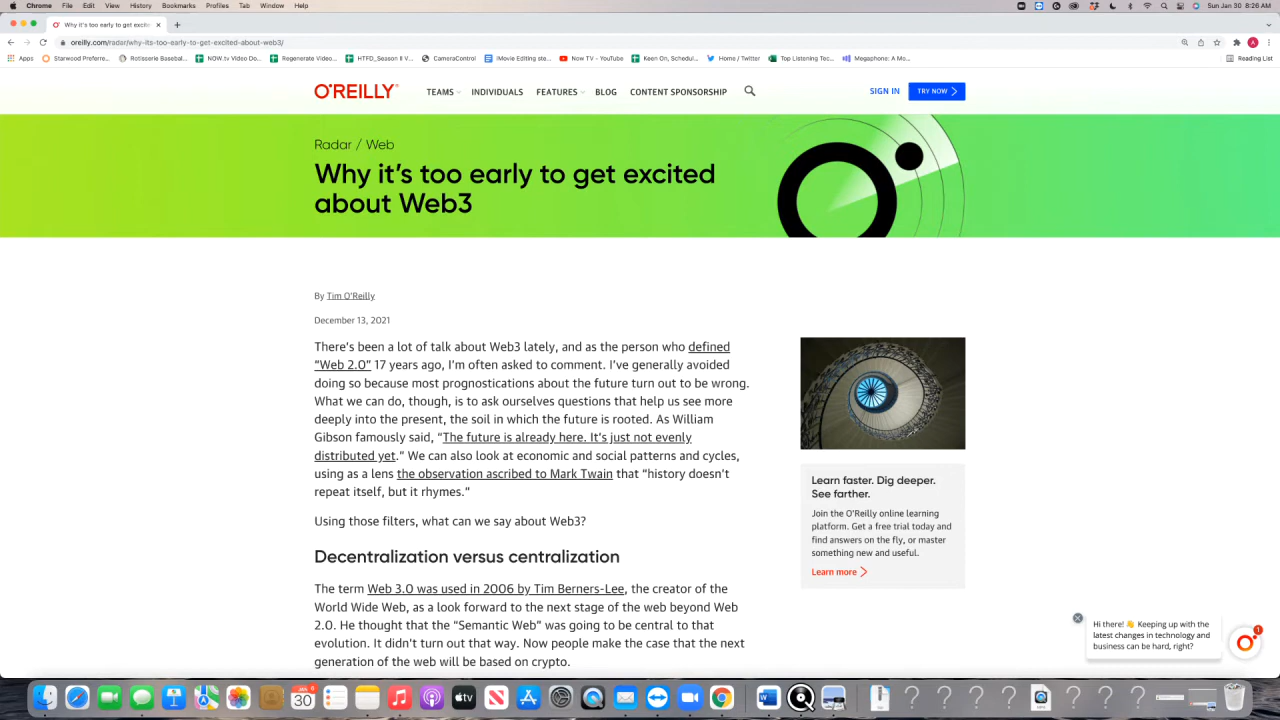 Chrome File Edit View History Bookmarks Profiles Tab Window Help
Sun Jan 30 8:26 AM
Why it's too early to get excite
oreilly.com/radar/why-its-too-early-to-get-excited-about-web3/
Apps Starwood Preferre... Rotisserie Basebal... NOW.tv Video Do... Regenerate Video... HTFD_Season II V... CameraControl IMovie Editing ste... Now TV - YouTube Keen On, Schedul... Home / Twitter Top Listening Tec... Megaphone: A Mo... Reading List
O'REILLY® TEAMS INDIVIDUALS FEATURES BLOG CONTENT SPONSORSHIP SIGN IN TRY NOW
Radar / Web
Why it's too early to get excited
about Web3
By Tim O'Reilly
December 13, 2021
There's been a lot of talk about Web3 lately, and as the person who defined
“Web 2.0” 17 years ago, I'm often asked to comment. I've generally avoided
doing so because most prognostications about the future turn out to be wrong.
What we can do, though, is to ask ourselves questions that help us see more
deeply into the present, the soil in which the future is rooted. As William
Gibson famously said, “The future is already here. It's just not evenly
distributed yet.” We can also look at economic and social patterns and cycles,
using as a lens the observation ascribed to Mark Twain that “history doesn't
repeat itself, but it rhymes.”
Using those filters, what can we say about Web3?
Decentralization versus centralization
The term Web 3.0 was used in 2006 by Tim Berners-Lee, the creator of the
World Wide Web, as a look forward to the next stage of the web beyond Web
2.0. He thought that the “Semantic Web” was going to be central to that
evolution. It didn't turn out that way. Now people make the case that the next
generation of the web will be based on crypto.
Learn faster. Dig deeper.
See farther.
Join the O'Reilly online learning
platform. Get a free trial today and
find answers on the fly, or master
something new and useful.
Learn more
Hi there! 👋 Keeping up with the
latest changes in technology and
business can be hard, right?
1
30
tv